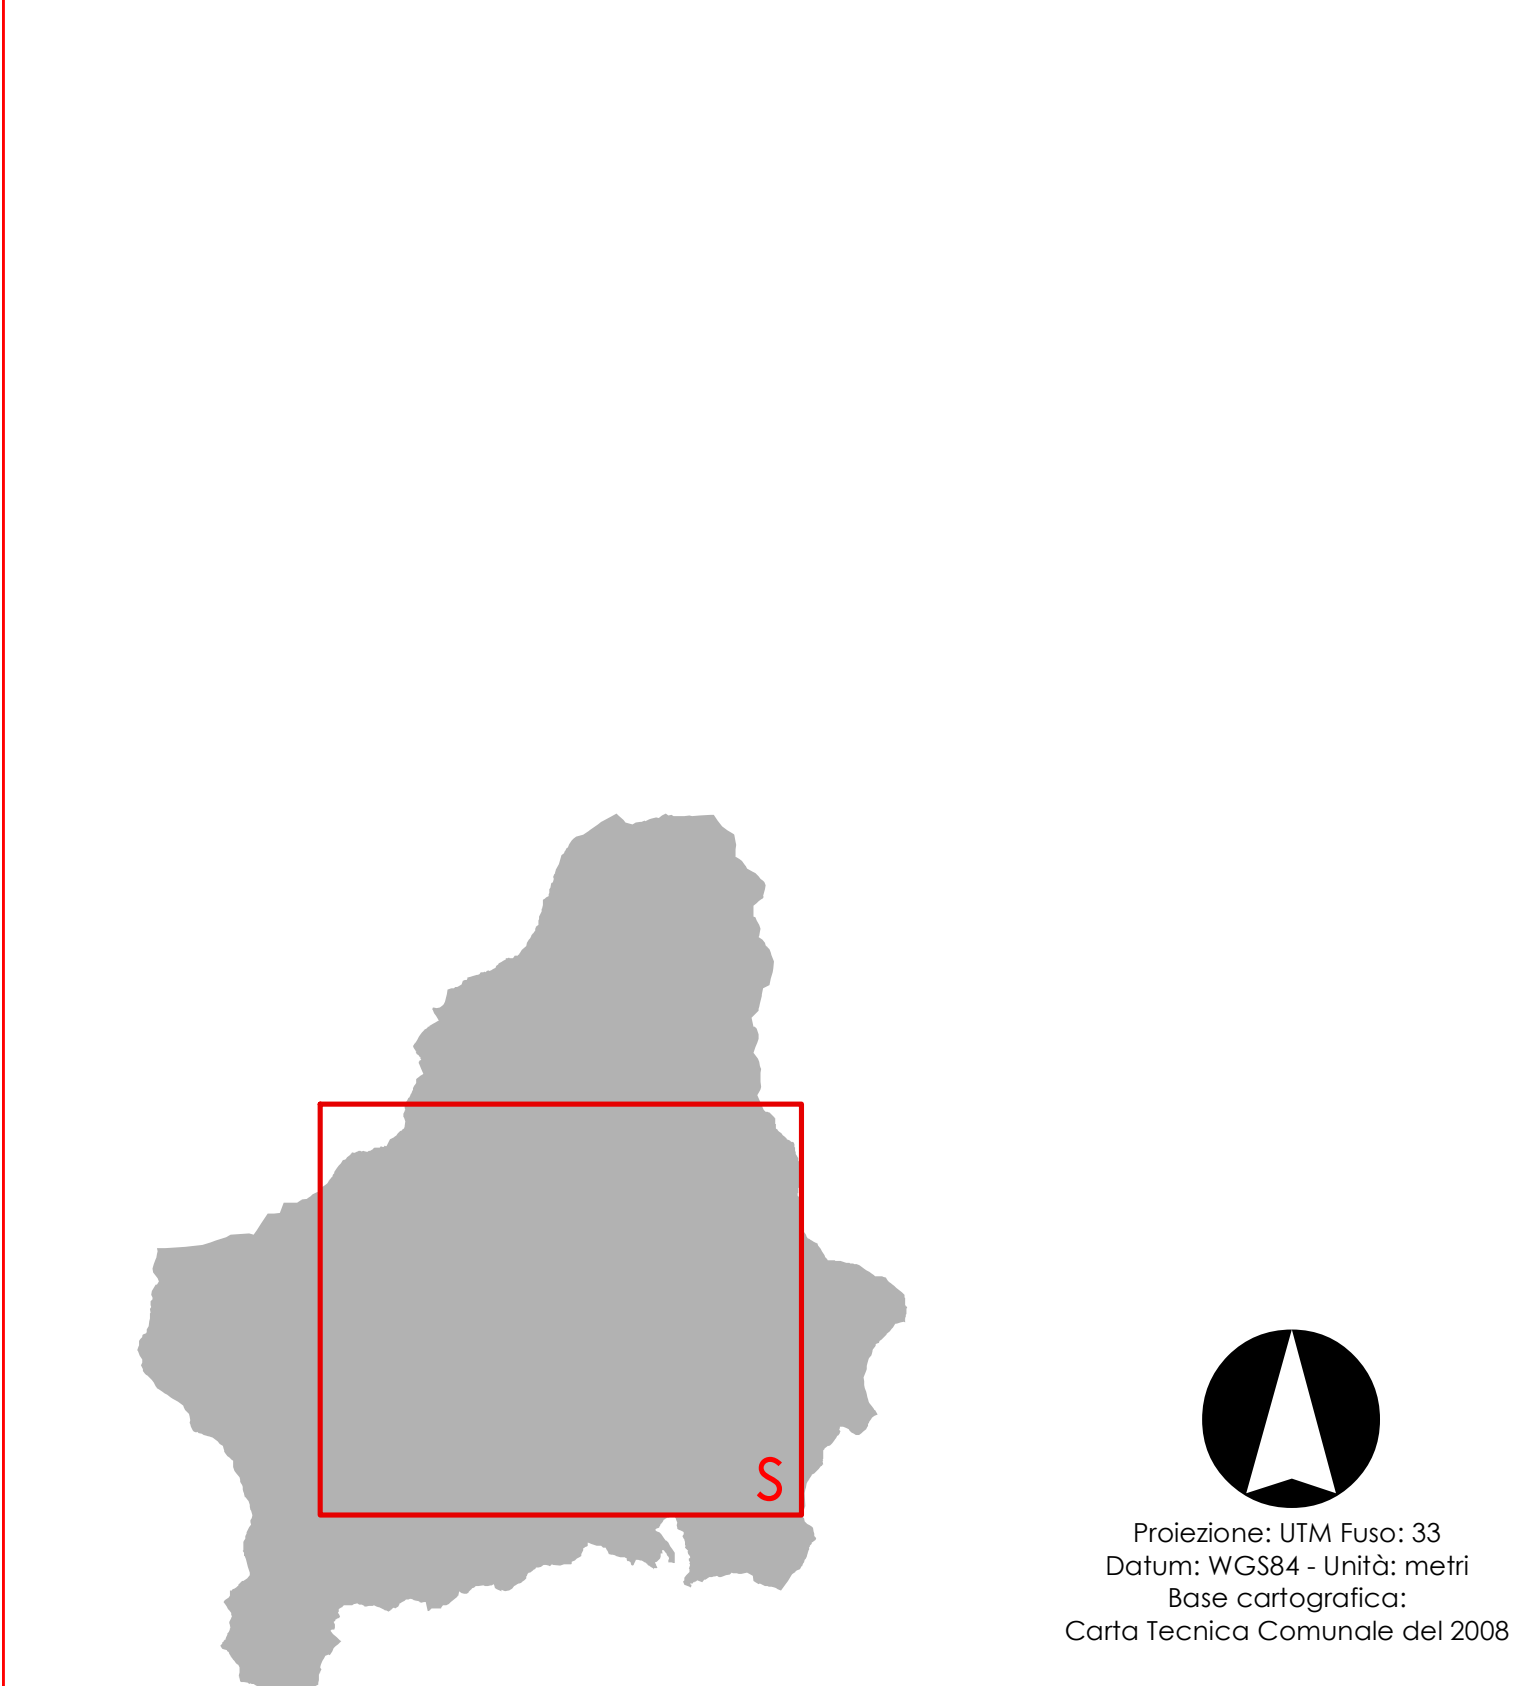 S
Proiezione: UTM Fuso: 33
Datum: WGS84 - Unità: metri
Base cartografica:
Carta Tecnica Comunale del 2008